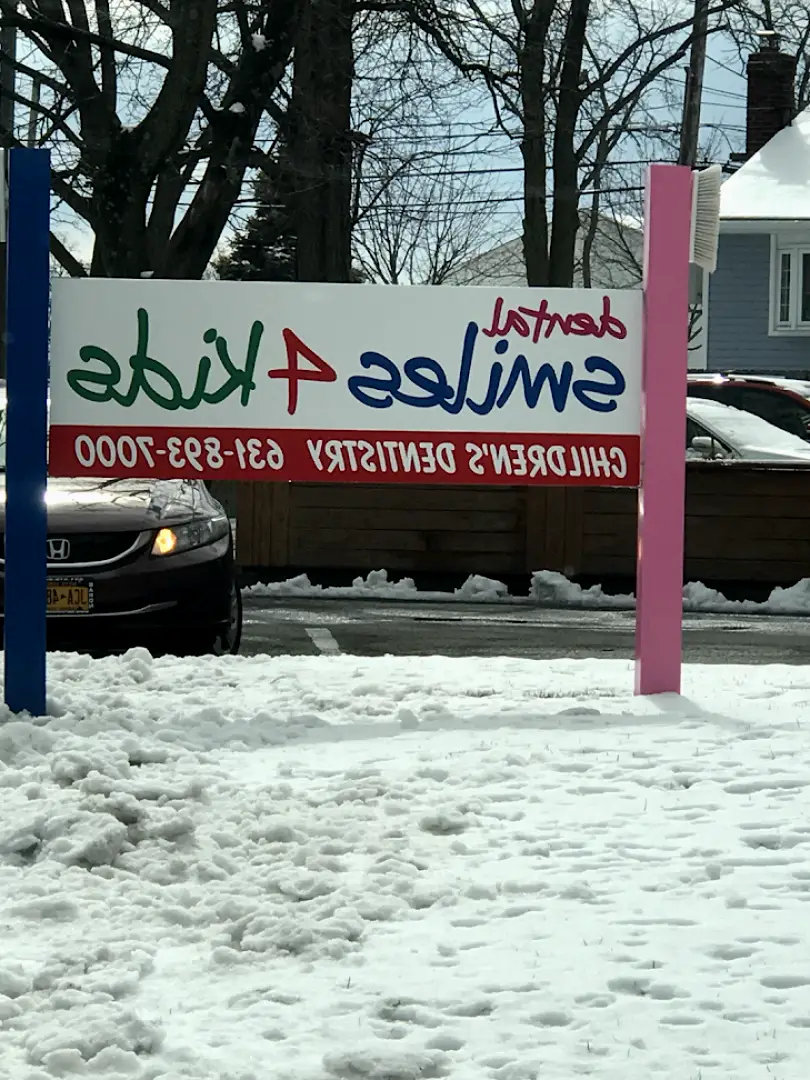 dental
smiles 4 kids
CHILDREN'S DENTISTRY 631-893-7000